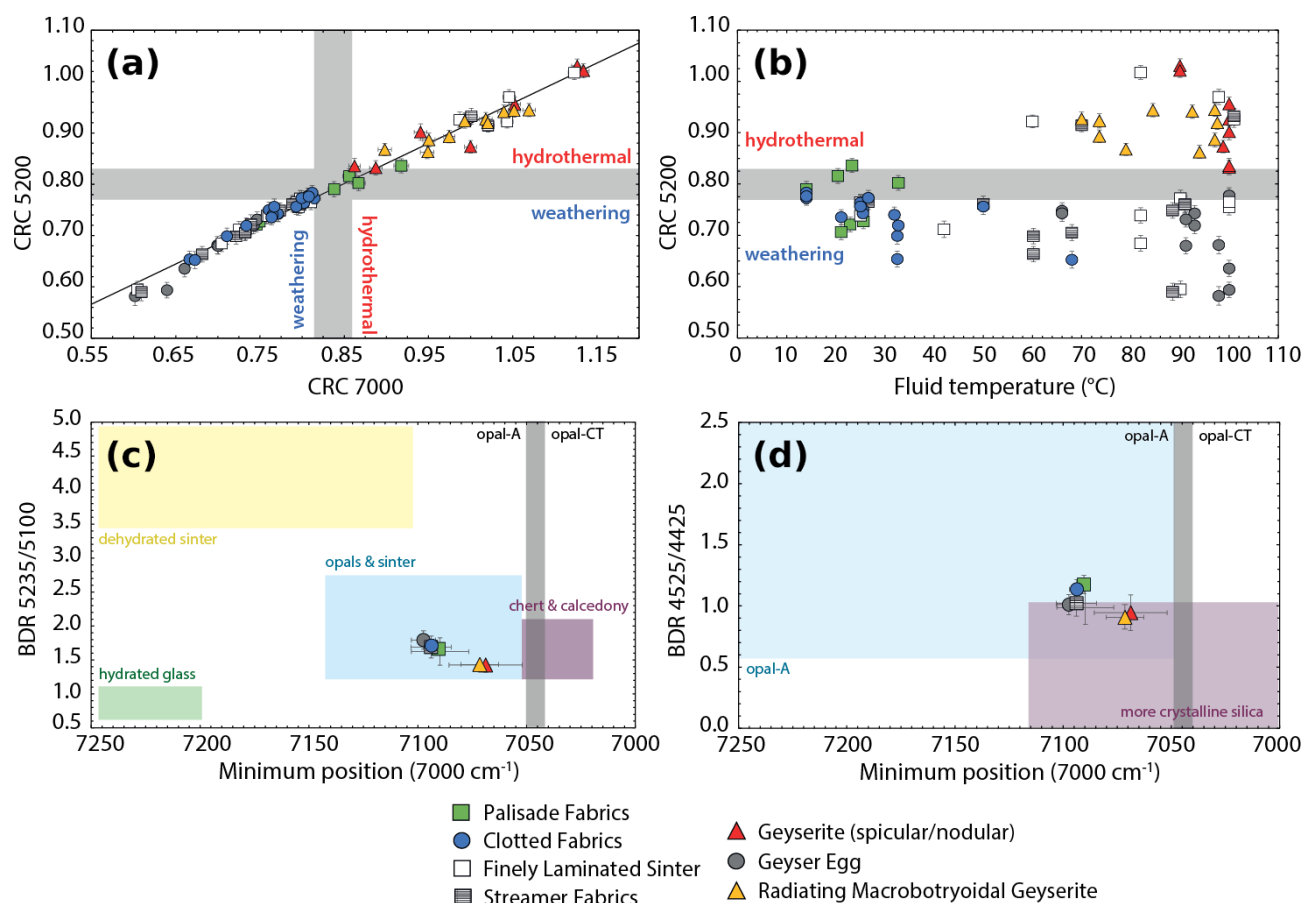 (a)
1.10
1.00
0.90
0.80
0.70
0.60
0.50
CRC 5200
hydrothermal
weathering
weathering
hydrothermal
0.55 0.65 0.75 0.85 0.95 1.05 1.15
CRC 7000
(b)
1.10
1.00
0.90
0.80
0.70
0.60
0.50
CRC 5200
hydrothermal
weathering
0 10 20 30 40 50 60 70 80 90 100 110
Fluid temperature (°C)
(c)
5.0
4.5
4.0
3.5
3.0
2.5
2.0
1.5
1.0
0.5
BDR 5235/5100
opal-A opal-CT
dehydrated sinter
opals & sinter
chert & calcedony
hydrated glass
7250 7200 7150 7100 7050 7000
Minimum position (7000 cm⁻¹)
(d)
2.5
2.0
1.5
1.0
0.5
0.0
BDR 4525/4425
opal-A opal-CT
opal-A
more crystalline silica
7250 7200 7150 7100 7050 7000
Minimum position (7000 cm⁻¹)
Palisade Fabrics
Clotted Fabrics
Finely Laminated Sinter
Streamer Fabrics
Geyserite (spicular/nodular)
Geyser Egg
Radiating Macrobotryoidal Geyserite